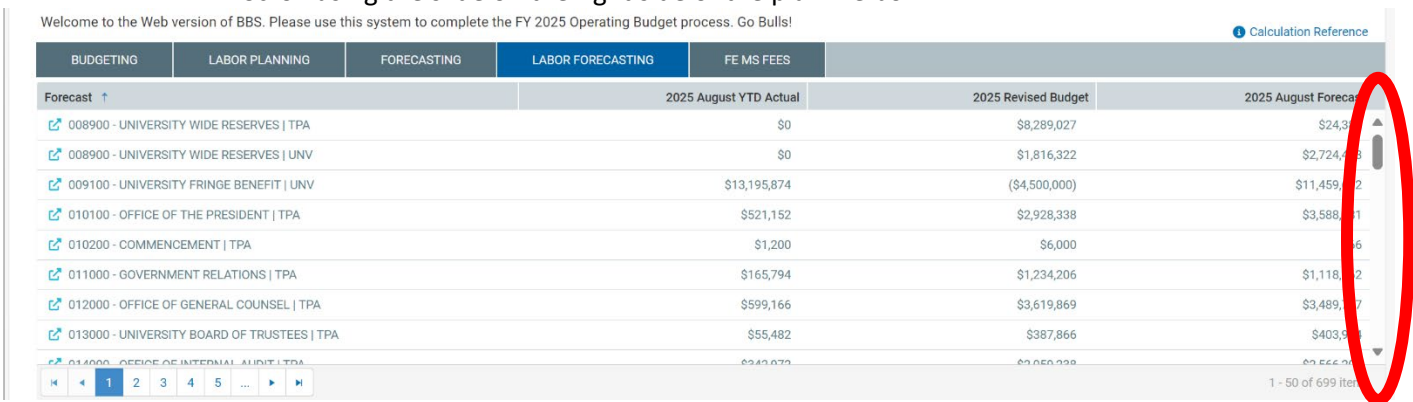 Welcome to the Web version of BBS. Please use this system to complete the FY 2025 Operating Budget process. Go Bulls!
Calculation Reference
BUDGETING LABOR PLANNING FORECASTING LABOR FORECASTING FE MS FEES
Forecast ↑ 2025 August YTD Actual 2025 Revised Budget 2025 August
008900 - UNIVERSITY WIDE RESERVES | TPA $0 $8,289,027
008900 - UNIVERSITY WIDE RESERVES | UNV $0 $1,816,322
009100 - UNIVERSITY FRINGE BENEFIT | UNV $13,195,874 ($4,500,000)
010100 - OFFICE OF THE PRESIDENT | TPA $521,152 $2,928,338
010200 - COMMENCEMENT | TPA $1,200 $6,000
011000 - GOVERNMENT RELATIONS | TPA $165,794 $1,234,206
012000 - OFFICE OF GENERAL COUNSEL | TPA $599,166 $3,619,869
013000 - UNIVERSITY BOARD OF TRUSTEES | TPA $55,482 $387,866
1 2 3 4 5 ... 1 - 50 of 699